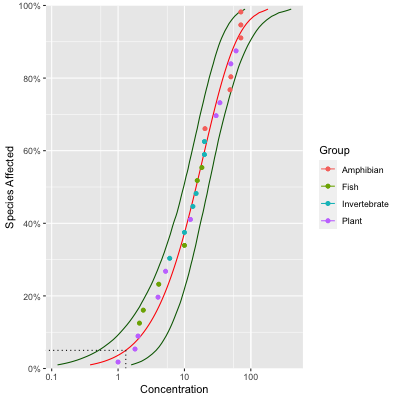 100%
80%
60%
40%
20%
0%
Species Affected
0.1 1 10 100
Concentration
Group
Amphibian
Fish
Invertebrate
Plant